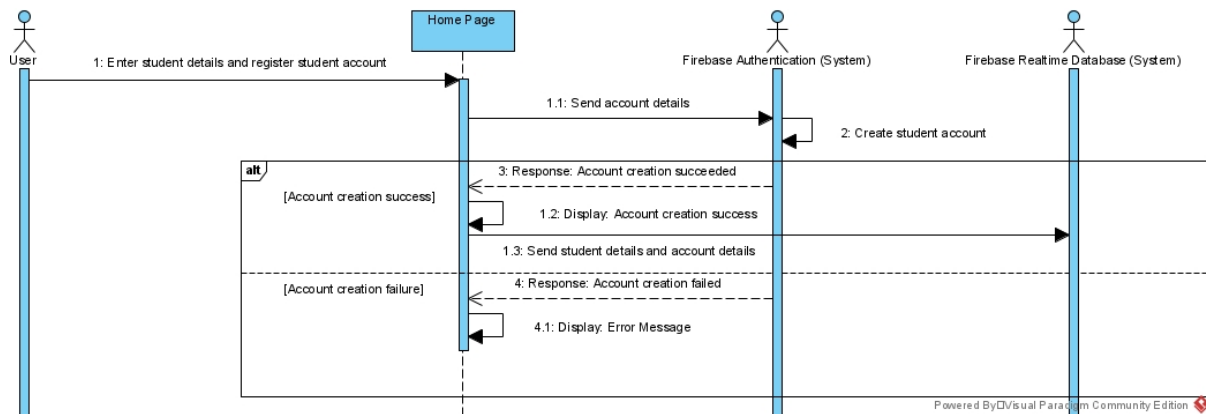 Home Page
User
Firebase Authentication (System)
Firebase Realtime Database (System)
1: Enter student details and register student account
1.1: Send account details
2: Create student account
alt
3: Response: Account creation succeeded
[Account creation success]
1.2: Display: Account creation success
1.3: Send student details and account details
[Account creation failure]
4: Response: Account creation failed
4.1: Display: Error Message
Powered By□Visual Paradigm Community Edition